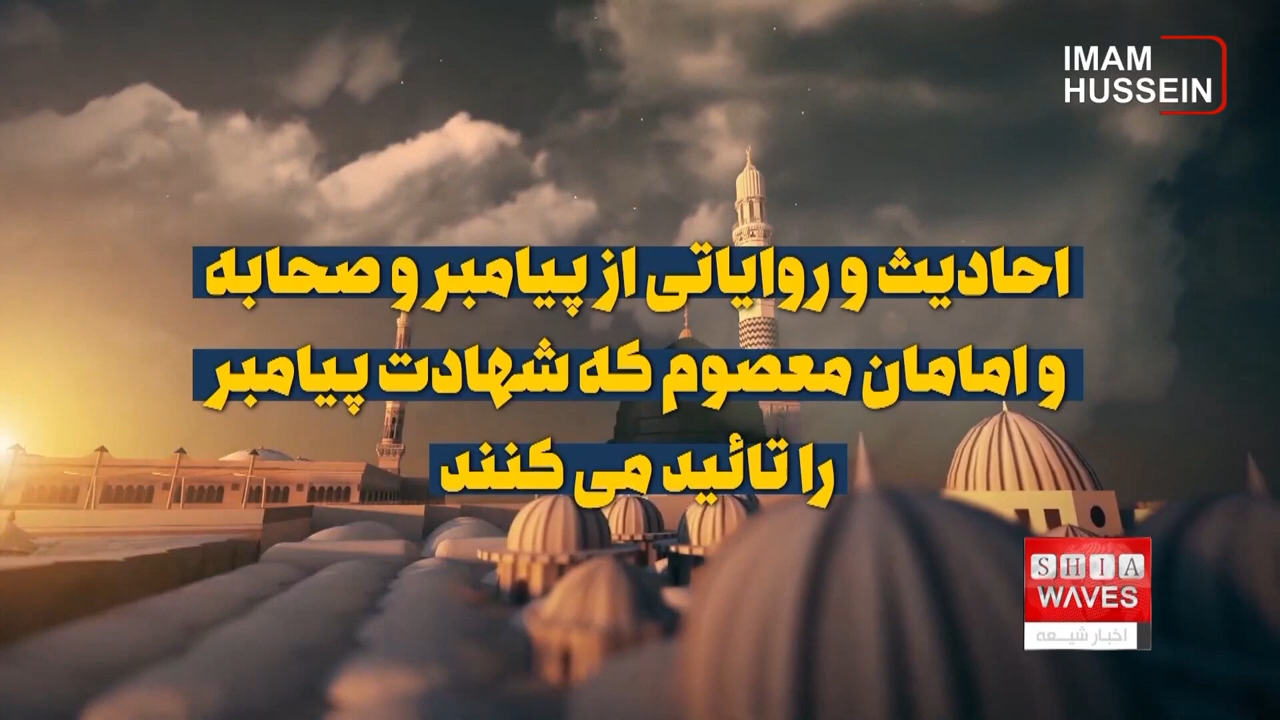 IMAM
HUSSEIN
احادیث و روایاتی از پیامبر و صحابه
و امامان معصوم که شهادت پیامبر
را تائید می کنند
SHIA
WAVES
اخبار شیعه